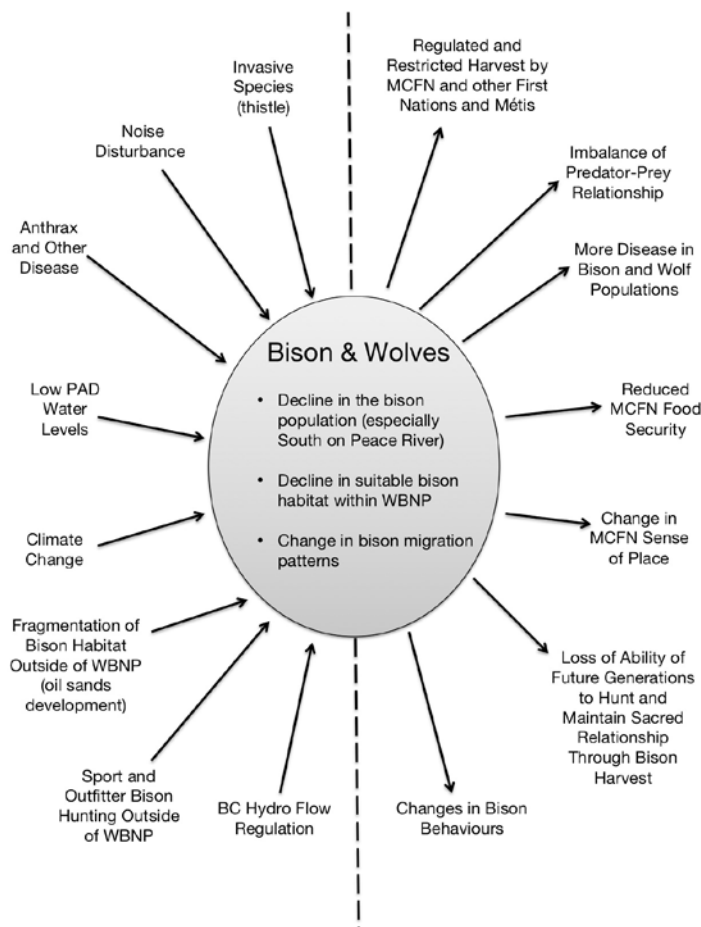 Invasive
Species
(thistle)
Regulated and
Restricted Harvest by
MCFN and other First
Nations and Métis
Noise
Disturbance
Imbalance of
Predator-Prey
Relationship
Anthrax
and Other
Disease
More Disease in
Bison and Wolf
Populations
Bison & Wolves
• Decline in the bison
population (especially
South on Peace River)
• Decline in suitable bison
habitat within WBNP
• Change in bison migration
patterns
Low PAD
Water
Levels
Reduced
MCFN Food
Security
Climate
Change
Change in
MCFN Sense
of Place
Fragmentation of
Bison Habitat
Outside of WBNP
(oil sands
development)
Loss of Ability of
Future Generations
to Hunt and
Maintain Sacred
Relationship
Through Bison
Harvest
Sport and
Outfitter Bison
Hunting Outside
of WBNP
BC Hydro Flow
Regulation
Changes in Bison
Behaviours